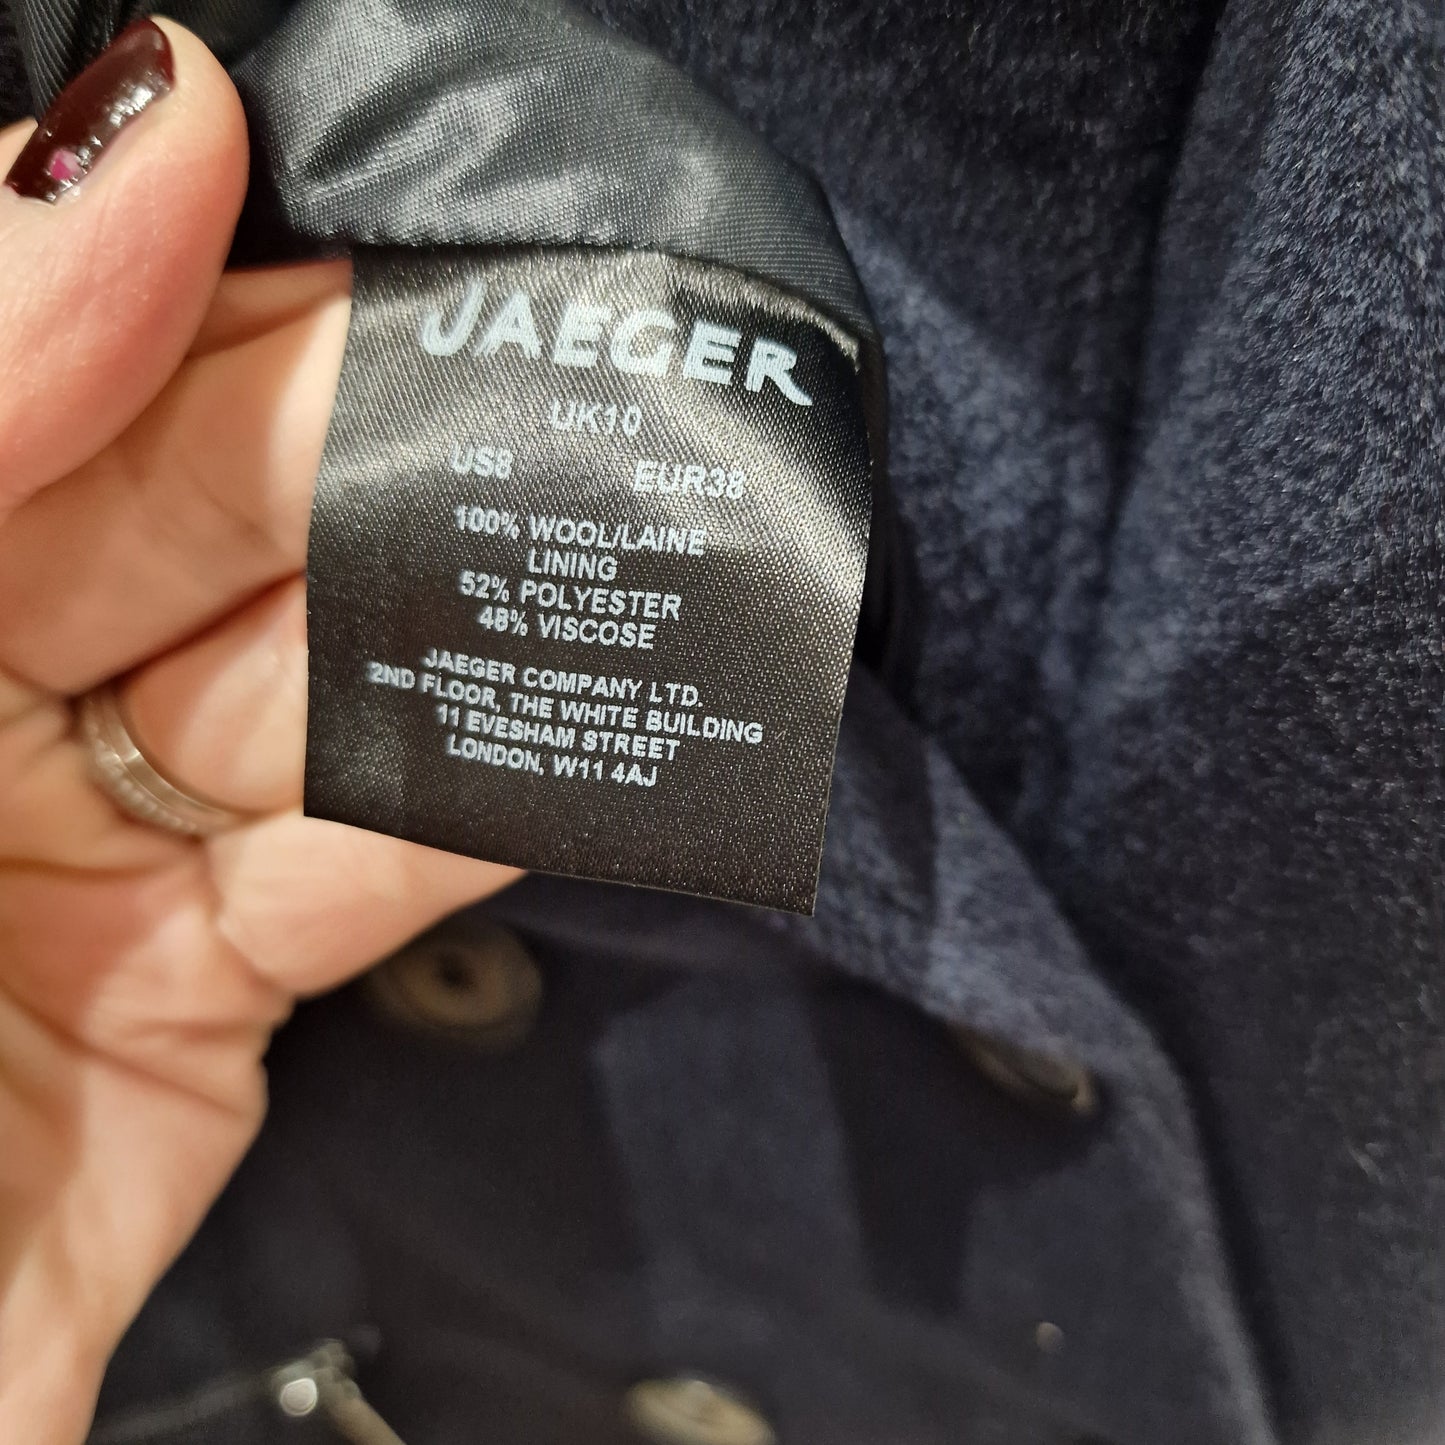 JAEGER
UK10
US8 EUR38
100% WOOL/LAINE
LINING
52% POLYESTER
48% VISCOSE
JAEGER COMPANY LTD.
2ND FLOOR, THE WHITE BUILDING
11 EVESHAM STREET
LONDON, W11 4AJ